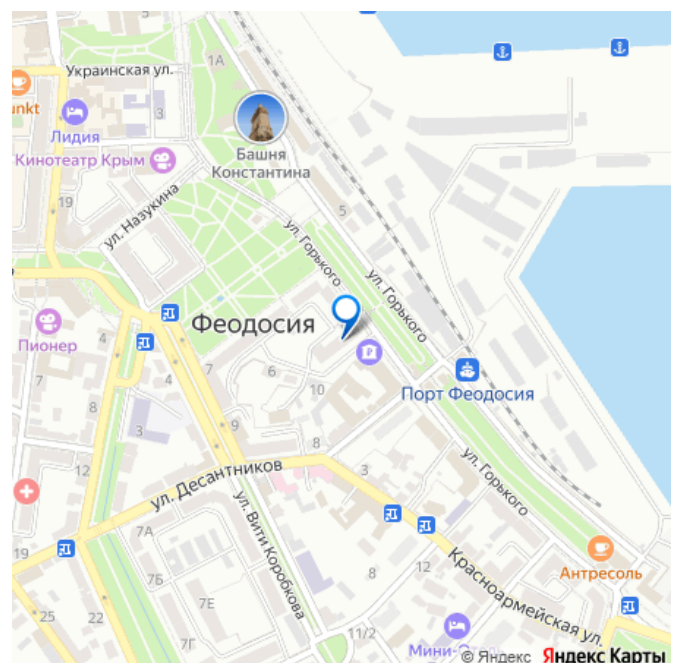 Украинская ул.
1А
unkt
3
Лидия
Кинотеатр Крым
Башня
Константина
19
ул. Назукина
5
ул. Горького
ул. Горького
Феодосия
Пионер
7
7
6
10
Порт Феодосия
4
8
3
9
8
12
3
ул. Десантников
ул. Горького
ул. Вити Коробкова
7А
19
Антресоль
7Б
8
12
Красноармейская ул.
7Е
25
22
7Г
11/2
Мини-
© Яндекс Яндекс Карты